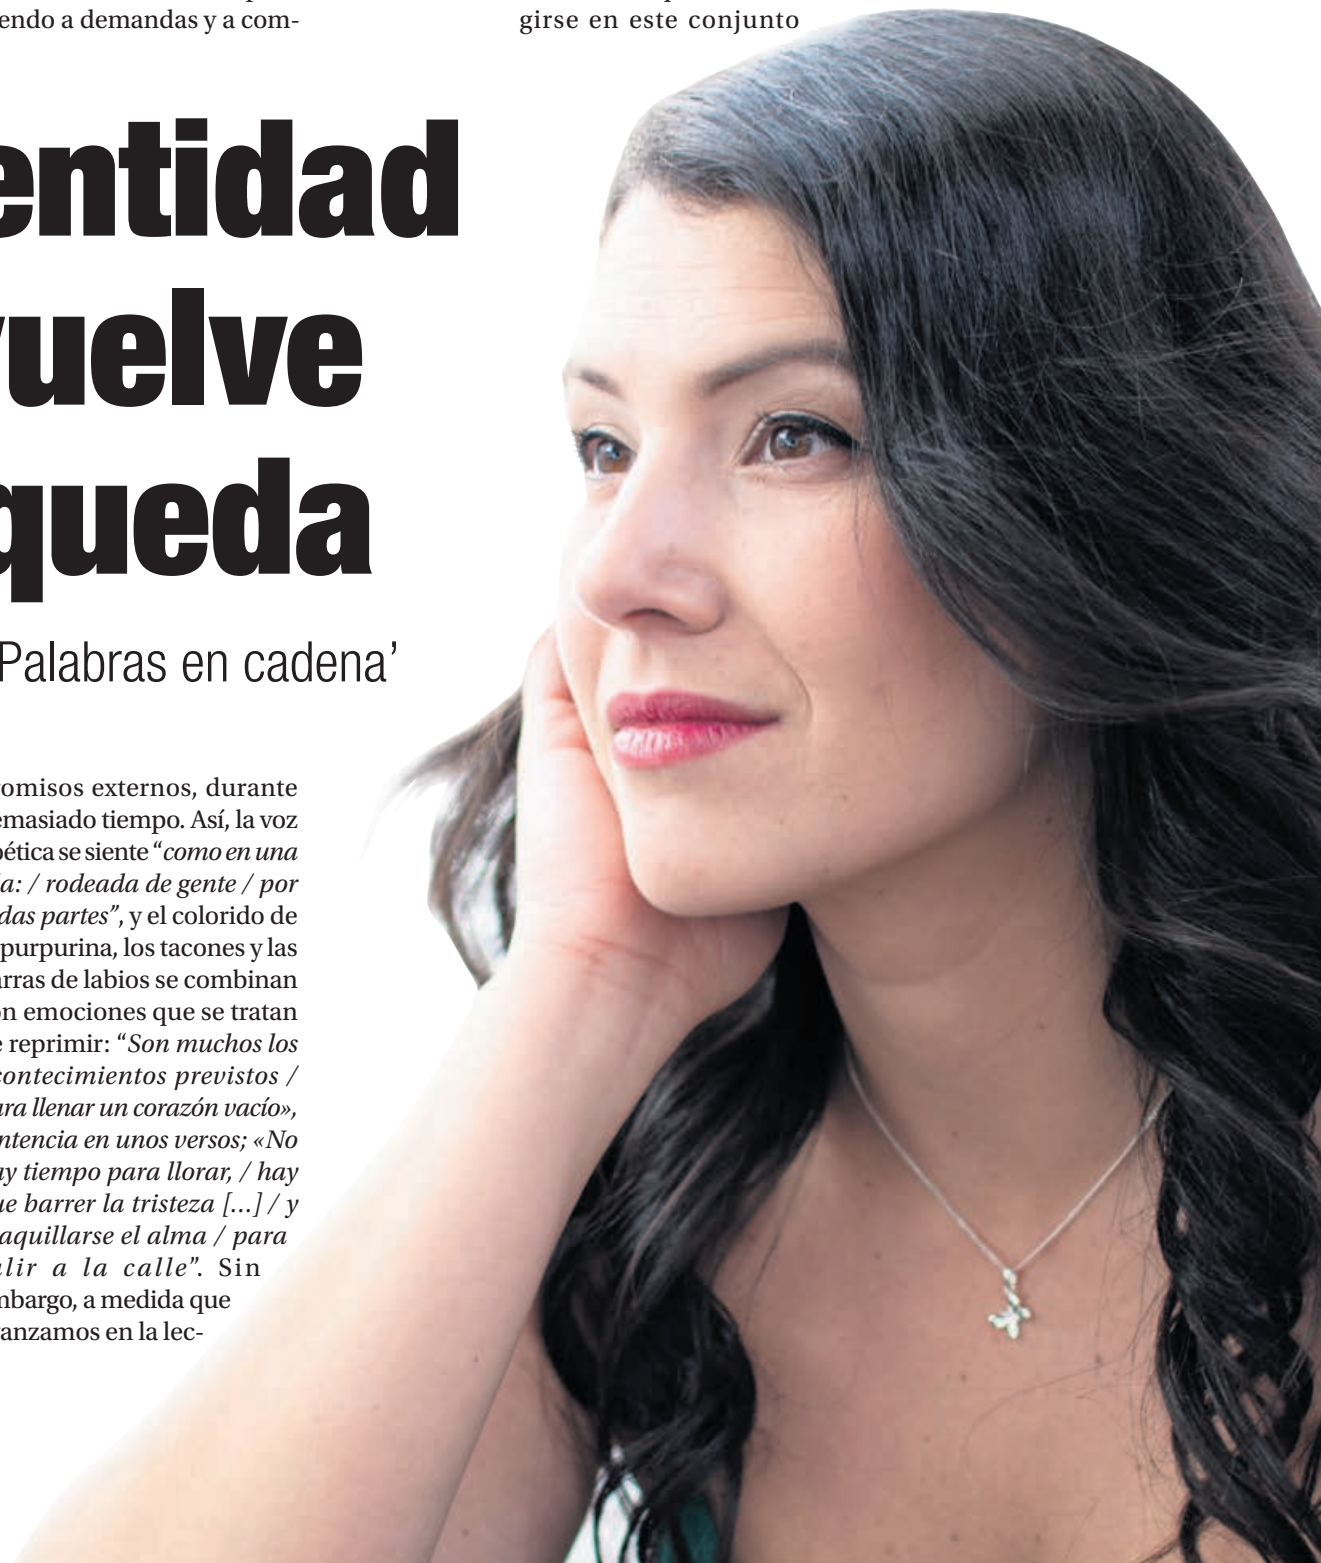 endo a demandas y a com-
girse en este conjunto
entidad
vuelve
queda
Palabras en cadena’
omisos externos, durante
emasiado tiempo. Así, la voz
oética se siente “como en una
a: / rodeada de gente / por
das partes”, y el colorido de
purpurina, los tacones y las
arras de labios se combinan
on emociones que se tratan
e reprimir: “Son muchos los
contecimientos previstos /
ara llenar un corazón vacío»,
ntencia en unos versos; «No
ay tiempo para llorar, / hay
ue barrer la tristeza [...] / y
aquillarse el alma / para
alir a la calle”. Sin
mbargo, a medida que
anzamos en la lec-